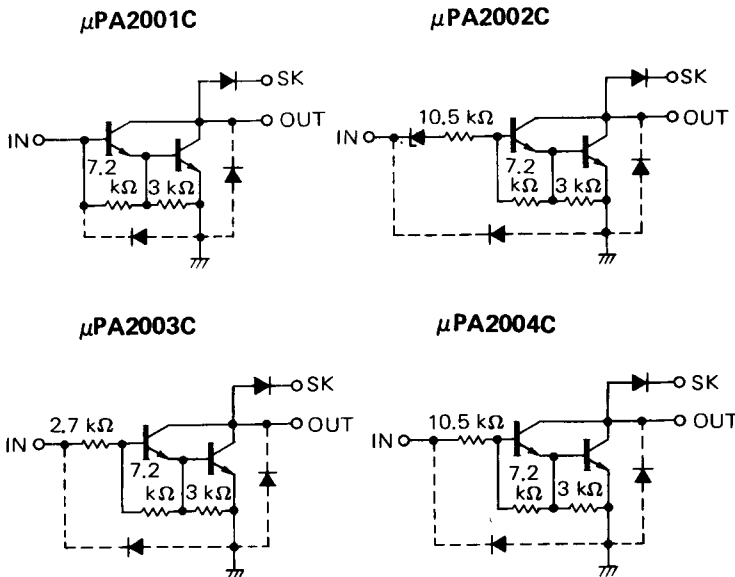 μPA2001C
SK
OUT
IN
7.2
kΩ
3 kΩ
μPA2002C
SK
OUT
10.5 kΩ
IN
7.2
kΩ
3 kΩ
μPA2003C
SK
OUT
2.7 kΩ
IN
7.2
kΩ
3 kΩ
μPA2004C
SK
OUT
10.5 kΩ
IN
7.2
kΩ
3 kΩ